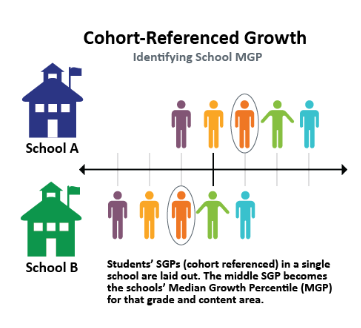 Cohort-Referenced Growth
Identifying School MGP
School A
School B
Students' SGPs (cohort referenced) in a single
school are laid out. The middle SGP becomes
the schools' Median Growth Percentile (MGP)
for that grade and content area.